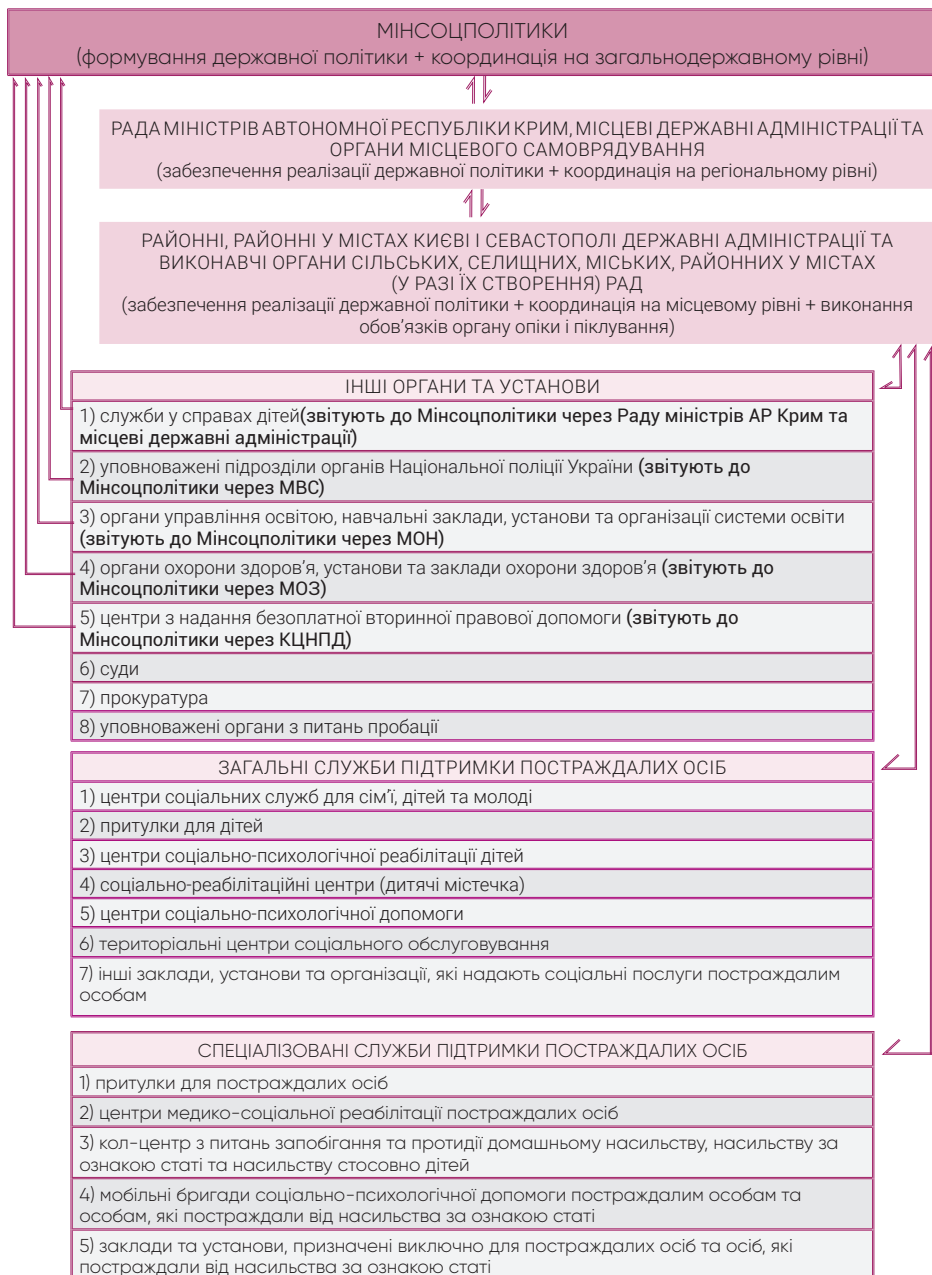 МІНСОЦПОЛІТИКИ
(формування державної політики + координація на загальнодержавному рівні)
РАДА МІНІСТРІВ АВТОНОМНОЇ РЕСПУБЛІКИ КРИМ, МІСЦЕВІ ДЕРЖАВНІ АДМІНІСТРАЦІЇ ТА
ОРГАНИ МІСЦЕВОГО САМОВРЯДУВАННЯ
(забезпечення реалізації державної політики + координація на регіональному рівні)
РАЙОННІ, РАЙОННІ У МІСТАХ КИЄВІ І СЕВАСТОПОЛІ ДЕРЖАВНІ АДМІНІСТРАЦІЇ ТА
ВИКОНАВЧІ ОРГАНИ СІЛЬСЬКИХ, СЕЛИЩНИХ, МІСЬКИХ, РАЙОННИХ У МІСТАХ
(У РАЗІ ЇХ СТВОРЕННЯ) РАД
(забезпечення реалізації державної політики + координація на місцевому рівні + виконання
обов’язків органу опіки і піклування)
ІНШІ ОРГАНИ ТА УСТАНОВИ
1) служби у справах дітей(звітують до Мінсоцполітики через Раду міністрів АР Крим та
місцеві державні адміністрації)
2) уповноважені підрозділи органів Національної поліції України (звітують до
Мінсоцполітики через МВС)
3) органи управління освітою, навчальні заклади, установи та організації системи освіти
(звітують до Мінсоцполітики через МОН)
4) органи охорони здоров’я, установи та заклади охорони здоров’я (звітують до
Мінсоцполітики через МОЗ)
5) центри з надання безоплатної вторинної правової допомоги (звітують до
Мінсоцполітики через КЦНПД)
6) суди
7) прокуратура
8) уповноважені органи з питань пробації
ЗАГАЛЬНІ СЛУЖБИ ПІДТРИМКИ ПОСТРАЖДАЛИХ ОСІБ
1) центри соціальних служб для сім’ї, дітей та молоді
2) притулки для дітей
3) центри соціально-психологічної реабілітації дітей
4) соціально-реабілітаційні центри (дитячі містечка)
5) центри соціально-психологічної допомоги
6) територіальні центри соціального обслуговування
7) інші заклади, установи та організації, які надають соціальні послуги постраждалим
особам
СПЕЦІАЛІЗОВАНІ СЛУЖБИ ПІДТРИМКИ ПОСТРАЖДАЛИХ ОСІБ
1) притулки для постраждалих осіб
2) центри медико-соціальної реабілітації постраждалих осіб
3) кол-центр з питань запобігання та протидії домашньому насильству, насильству за
ознакою статі та насильству стосовно дітей
4) мобільні бригади соціально-психологічної допомоги постраждалим особам та
особам, які постраждали від насильства за ознакою статі
5) заклади та установи, призначені виключно для постраждалих осіб та осіб, які
постраждали від насильства за ознакою статі